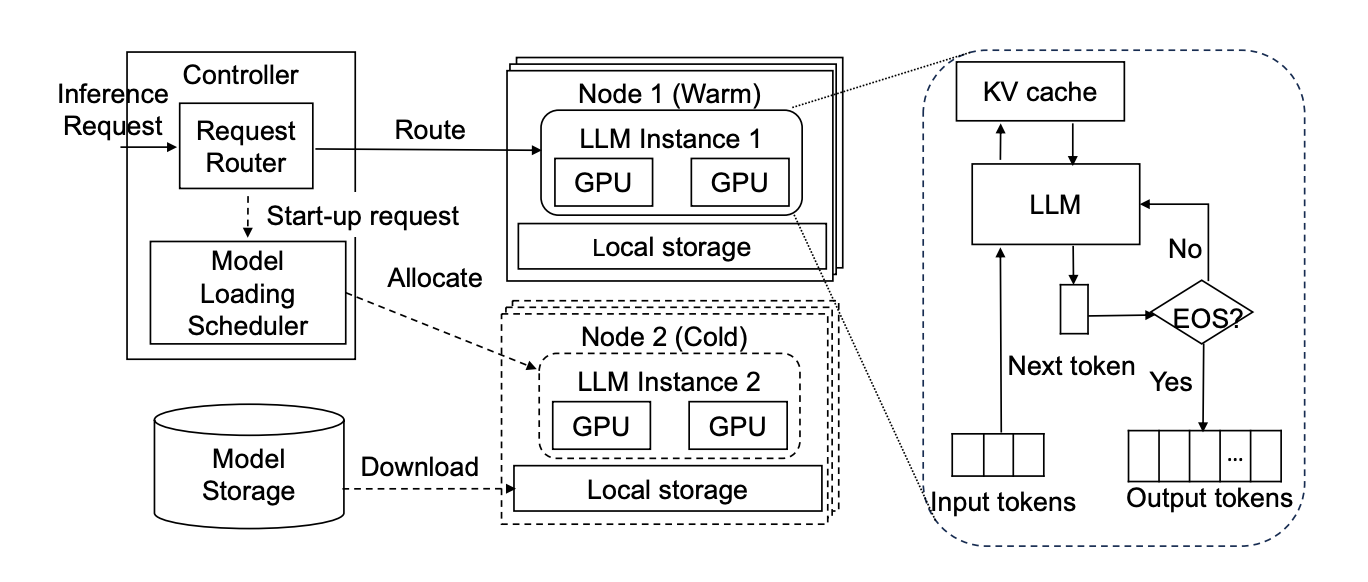 Controller
Inference
Request
Request
Router
Route
Start-up request
Model
Loading
Scheduler
Allocate
Model
Storage
Download
Node 1 (Warm)
LLM Instance 1
GPU
GPU
Local storage
Node 2 (Cold)
LLM Instance 2
GPU
GPU
Local storage
KV cache
LLM
No
EOS?
Next token
Yes
...
Input tokens
Output tokens